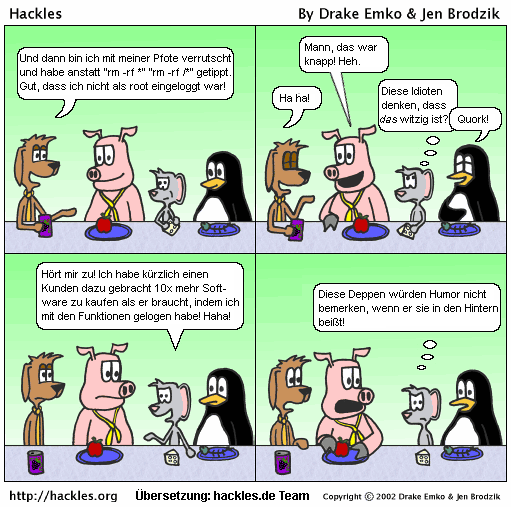 Hackles
By Drake Emko & Jen Brodzik
Und dann bin ich mit meiner Pfote verrutscht
und habe anstatt "rm -rf *" "rm -rf /*" getippt.
Gut, dass ich nicht als root eingeloggt war!
Mann, das war
knapp! Heh.
Ha ha!
Diese Idioten
denken, dass
das witzig ist?
Quork!
Hört mir zu! Ich habe kürzlich einen
Kunden dazu gebracht 10x mehr Soft-
ware zu kaufen als er braucht, indem ich
mit den Funktionen gelogen habe! Haha!
Diese Deppen würden Humor nicht
bemerken, wenn er sie in den Hintern
beißt!
http://hackles.org
Übersetzung: hackles.de Team
Copyright © 2002 Drake Emko & Jen Brodzik